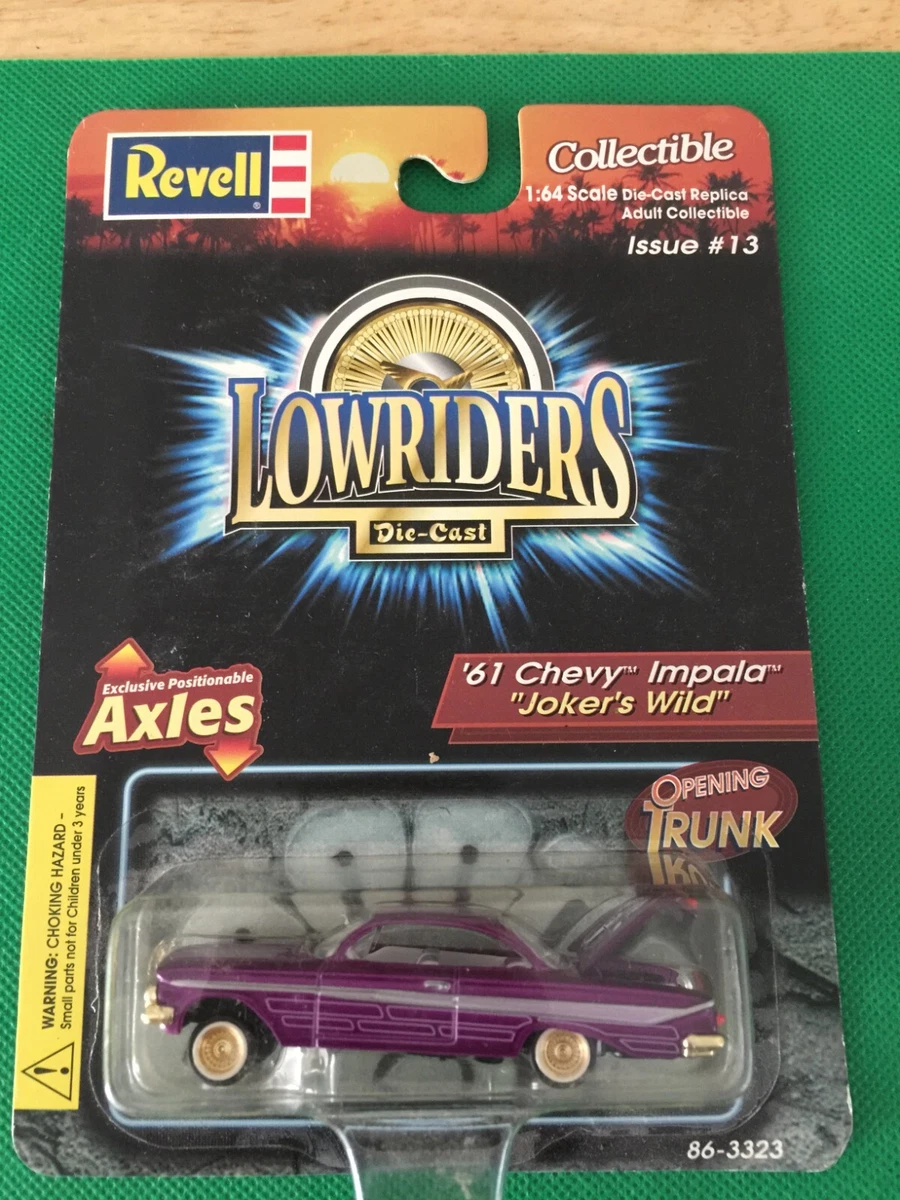 Revell®
Collectible
1:64 Scale Die-Cast Replica
Adult Collectible
Issue #13
LOWRIDERS
Die-Cast
Exclusive Positionable
Axles
'61 Chevy™ Impala™
"Joker's Wild"
OPENING
TRUNK
WARNING: CHOKING HAZARD –
Small parts not for Children under 3 years
86-3323